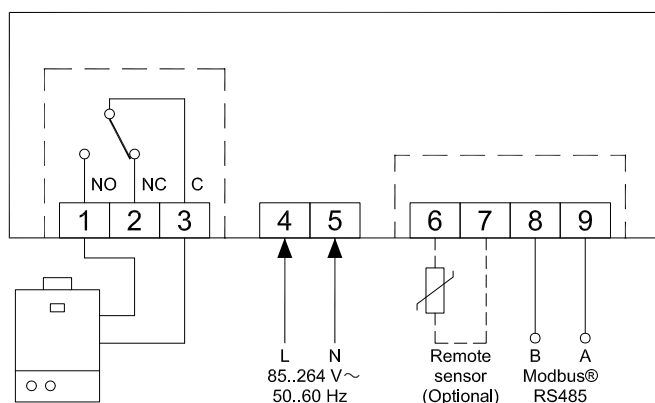 NO NC C
1 2 3 4 5 6 7 8 9
L N
85..264 V～
50..60 Hz
Remote
sensor
(Optional)
B A
Modbus®
RS485